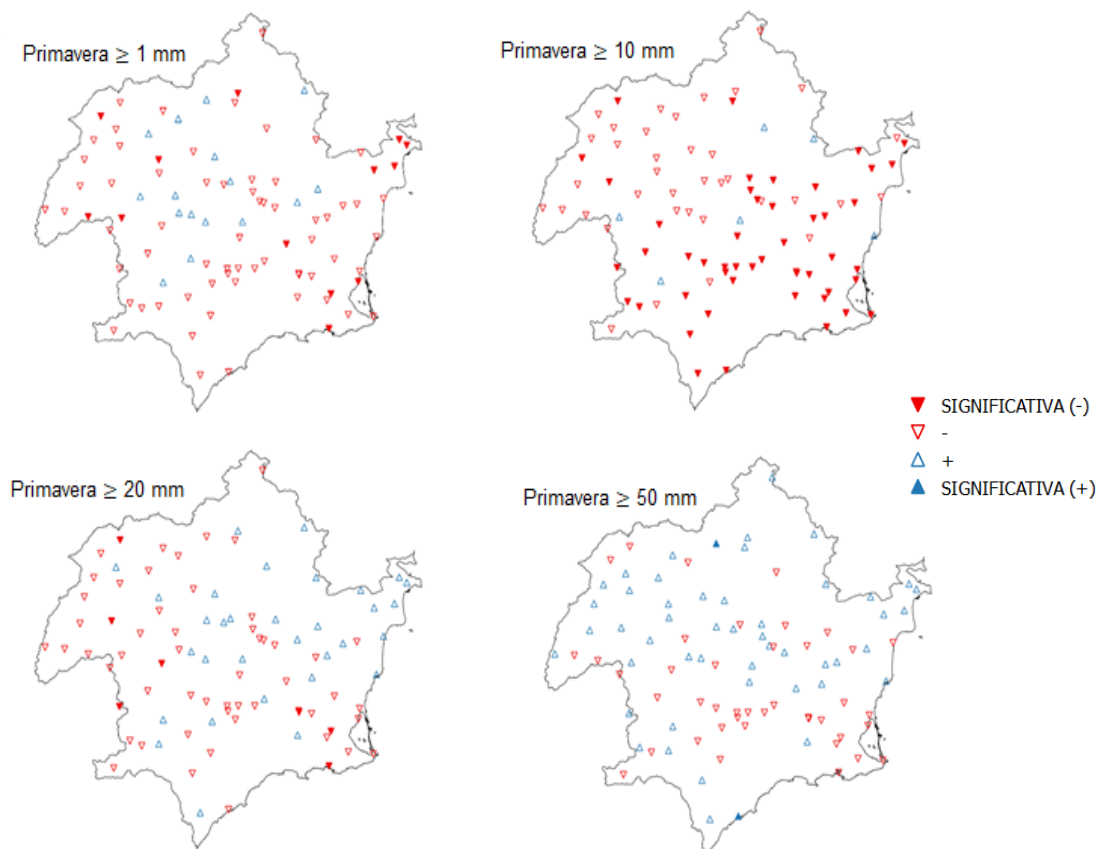 Primavera ≥ 1 mm
Primavera ≥ 10 mm
SIGNIFICATIVA (-)
-
+
SIGNIFICATIVA (+)
Primavera ≥ 20 mm
Primavera ≥ 50 mm